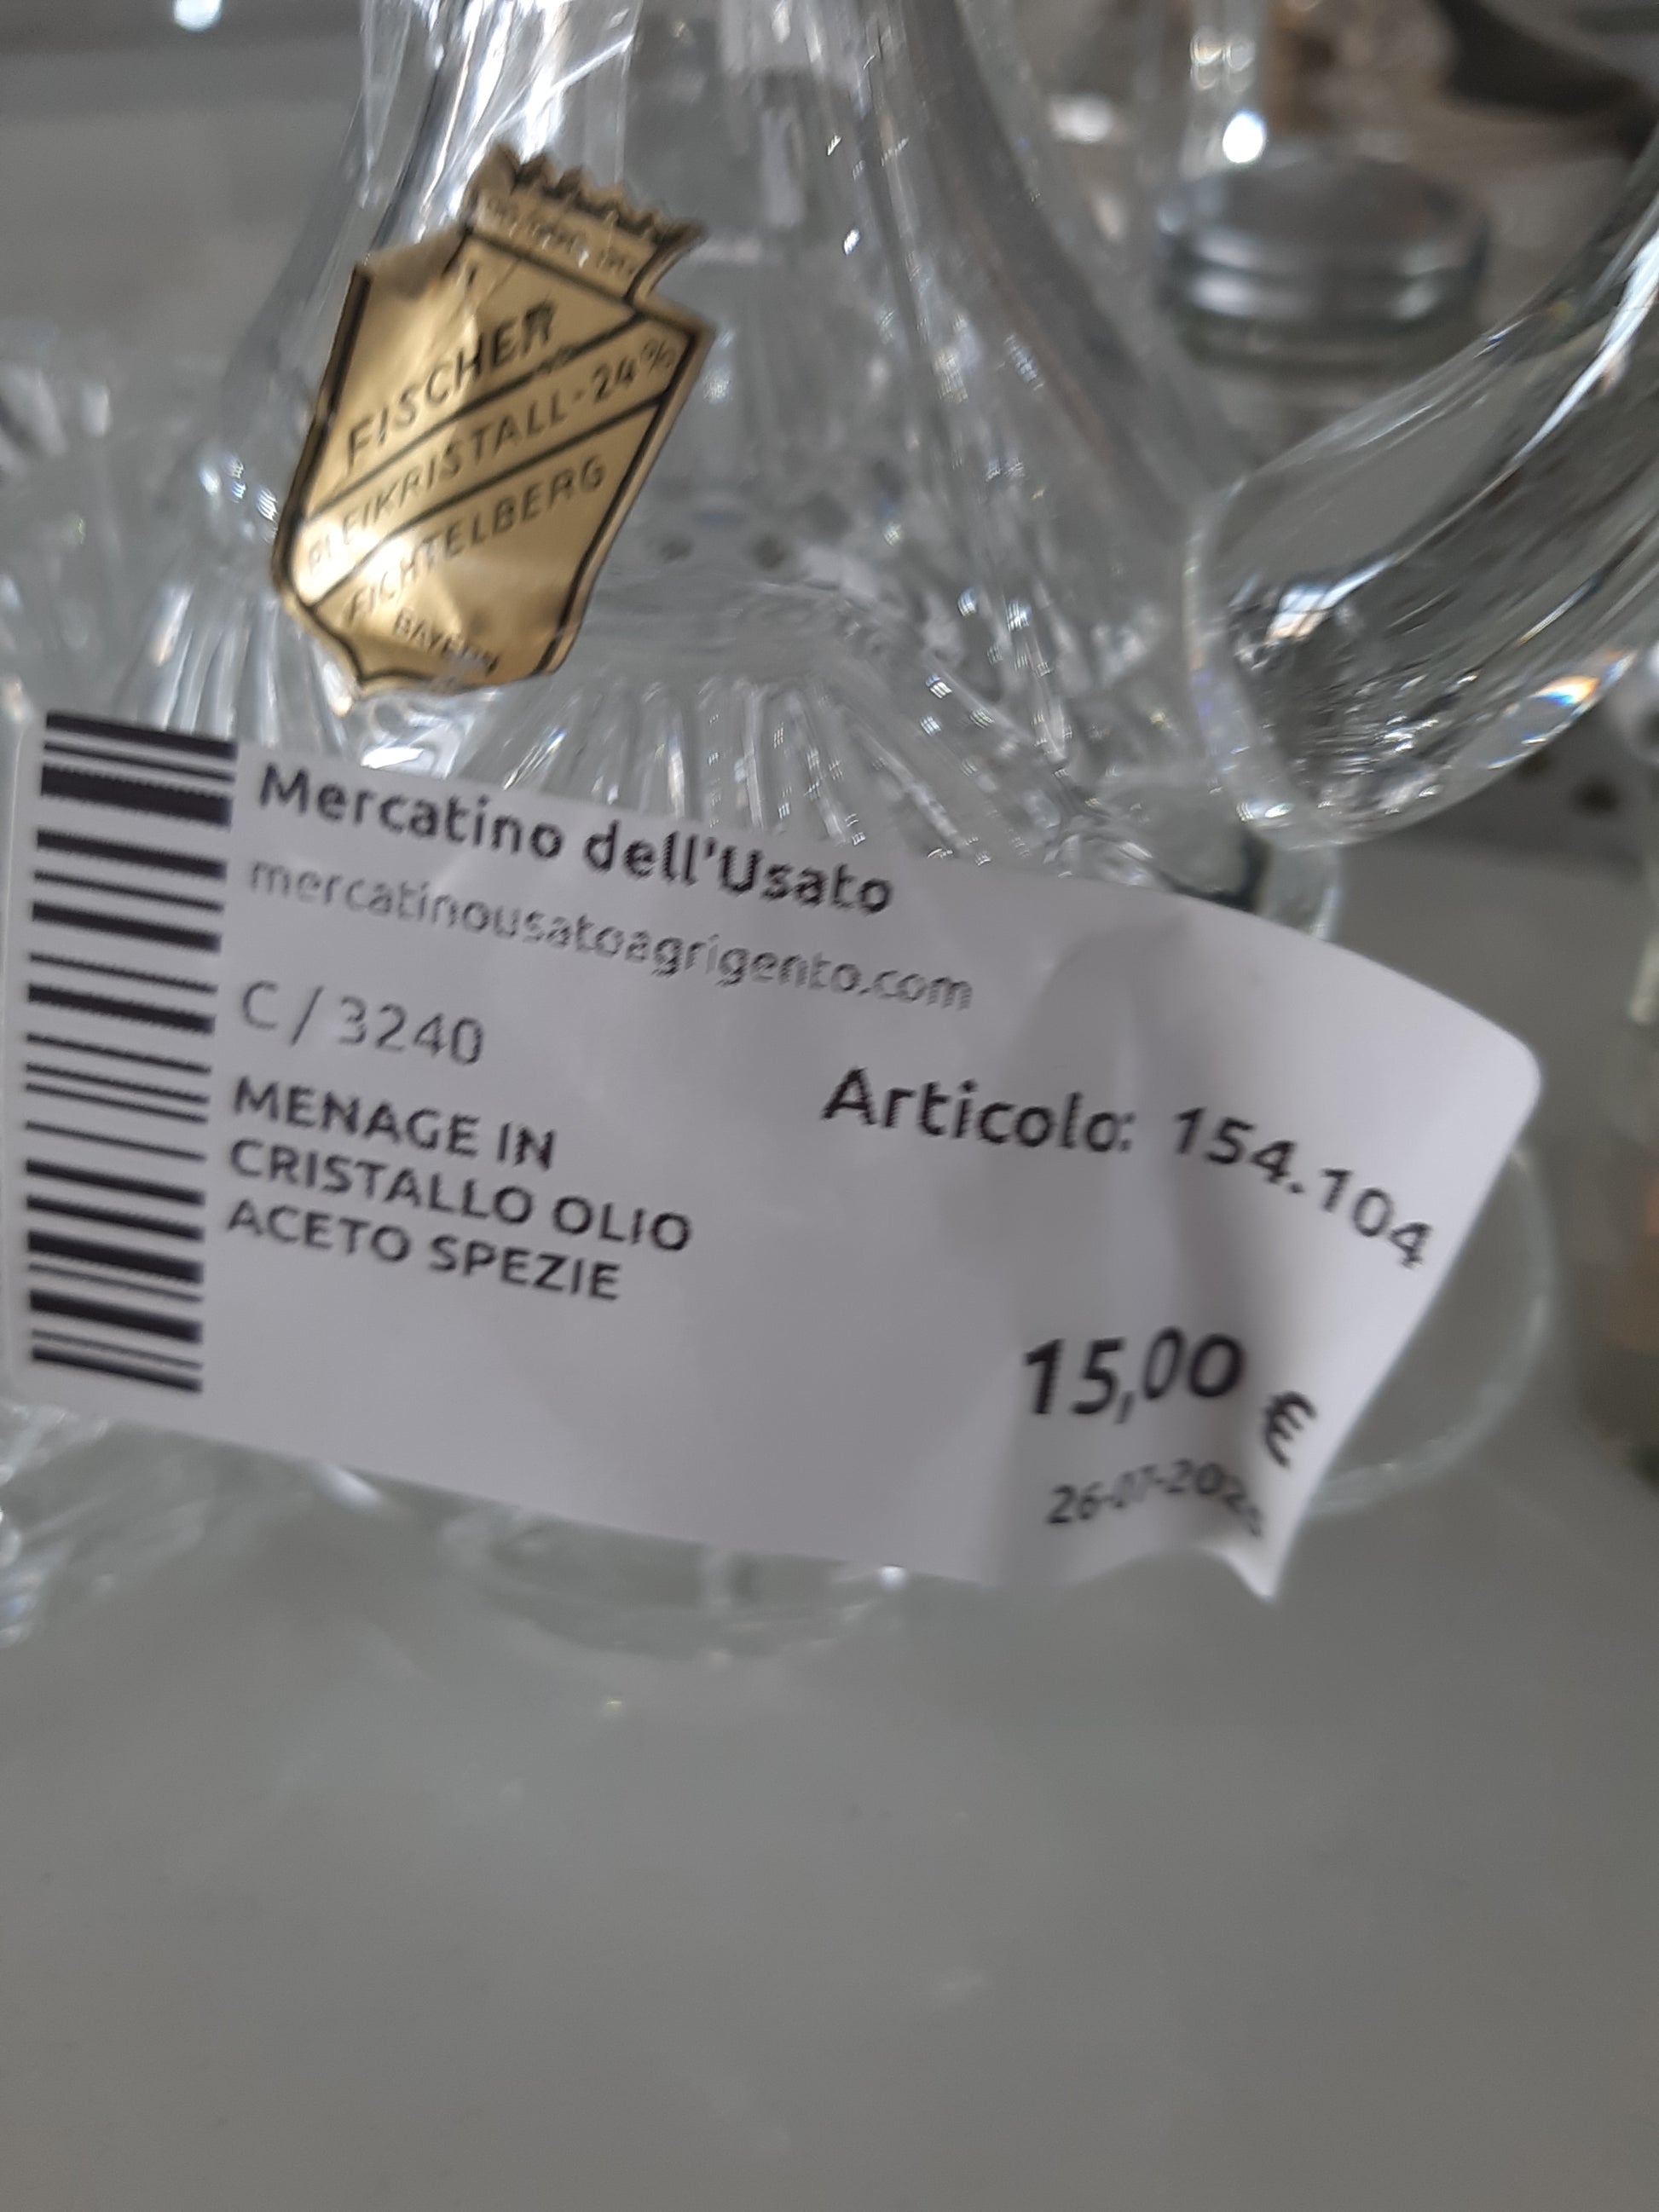 FISCHER
BLEIKRISTALL-24%
FICHTELBERG
BAYERN
Mercatino dell'Usato
mercatinousatoagrigento.com
C / 3240
Articolo: 154.104
MENAGE IN
CRISTALLO OLIO
ACETO SPEZIE
15,00 €